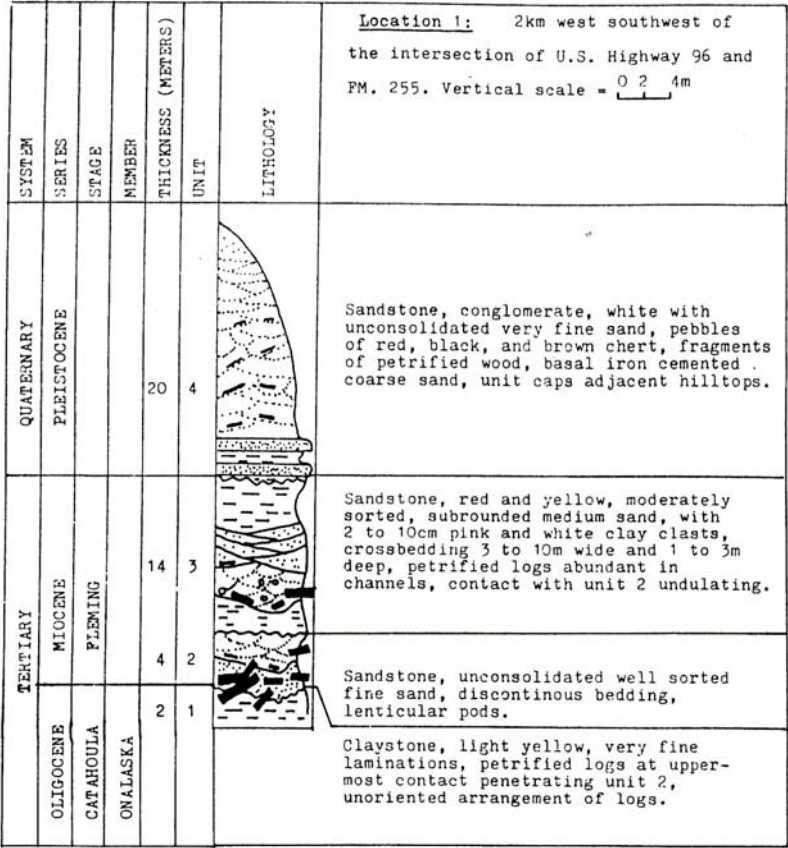 Location 1: 2km west southwest of
the intersection of U.S. Highway 96 and
FM. 255. Vertical scale = 0 2 4m
SYSTEM
SERIES
STAGE
MEMBER
THICKNESS (METERS)
UNIT
LITHOLOGY
QUATERNARY
PLEISTOCENE
20
4
Sandstone, conglomerate, white with
unconsolidated very fine sand, pebbles
of red, black, and brown chert, fragments
of petrified wood, basal iron cemented .
coarse sand, unit caps adjacent hilltops.
TERTIARY
MIOCENE
FLEMING
14
3
Sandstone, red and yellow, moderately
sorted, subrounded medium sand, with
2 to 10cm pink and white clay clasts,
crossbedding 3 to 10m wide and 1 to 3m
deep, petrified logs abundant in
channels, contact with unit 2 undulating.
4
2
Sandstone, unconsolidated well sorted
fine sand, discontinous bedding,
lenticular pods.
OLIGOCENE
CATAHOULA
ONALASKA
2
1
Claystone, light yellow, very fine
laminations, petrified logs at upper-
most contact penetrating unit 2,
unoriented arrangement of logs.